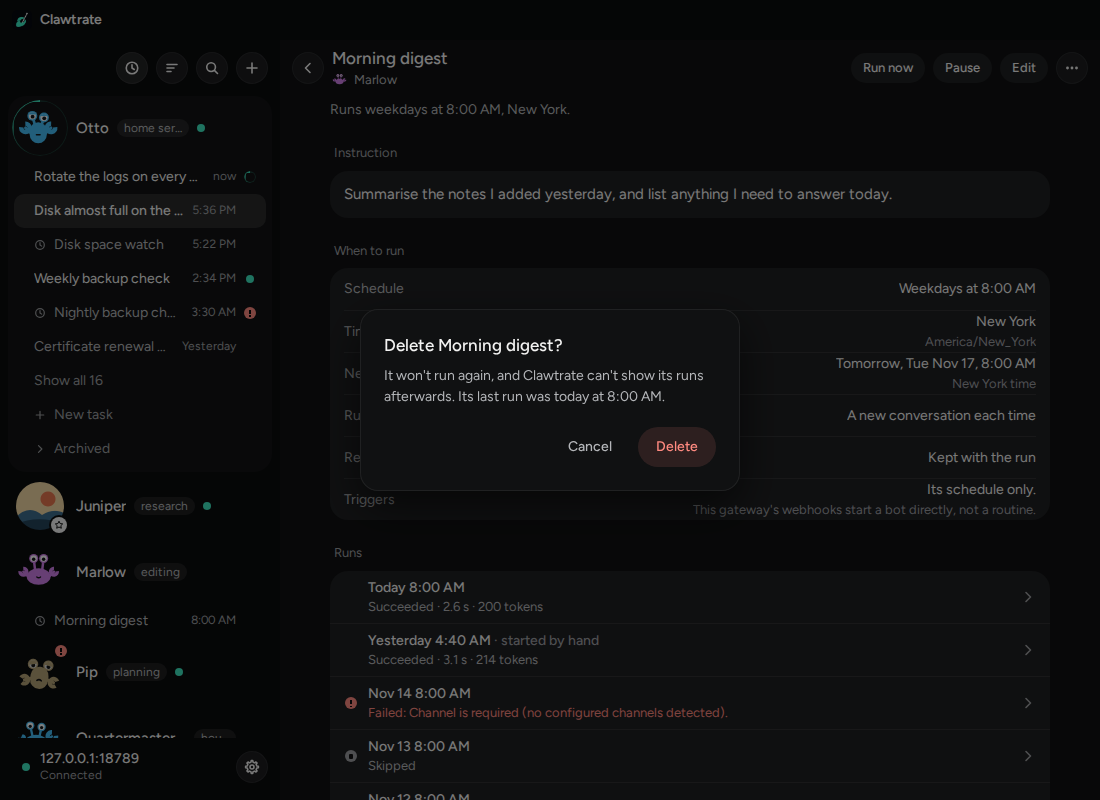 Clawtrate
Otto home ser...
Rotate the logs on every ... now
Disk almost full on the ... 5:36 PM
Disk space watch 5:22 PM
Weekly backup check 2:34 PM
Nightly backup ch... 3:30 AM
Certificate renewal ... Yesterday
Show all 16
New task
Archived
Juniper research
Marlow editing
Morning digest 8:00 AM
Pip planning
Quartermaster
127.0.0.1:18789
Connected
Morning digest
Marlow
Run now Pause Edit
Runs weekdays at 8:00 AM, New York.
Instruction
Summarise the notes I added yesterday, and list anything I need to answer today.
When to run
Schedule Weekdays at 8:00 AM
New York
America/New_York
Tomorrow, Tue Nov 17, 8:00 AM
New York time
A new conversation each time
Kept with the run
Triggers Its schedule only.
This gateway's webhooks start a bot directly, not a routine.
Delete Morning digest?
It won't run again, and Clawtrate can't show its runs
afterwards. Its last run was today at 8:00 AM.
Cancel Delete
Runs
Today 8:00 AM
Succeeded · 2.6 s · 200 tokens
Yesterday 4:40 AM · started by hand
Succeeded · 3.1 s · 214 tokens
Nov 14 8:00 AM
Failed: Channel is required (no configured channels detected).
Nov 13 8:00 AM
Skipped
Nov 12 8:00 AM